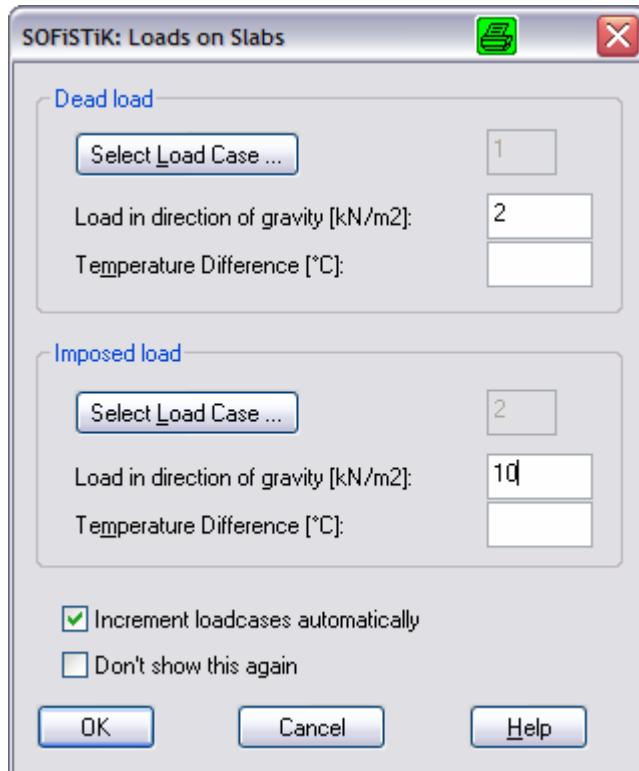 SOFiSTiK: Loads on Slabs
Dead load
Select Load Case ... 1
Load in direction of gravity [kN/m2]: 2
Temperature Difference [°C]:
Imposed load
Select Load Case ... 2
Load in direction of gravity [kN/m2]: 10
Temperature Difference [°C]:
Increment loadcases automatically
Don't show this again
OK Cancel Help